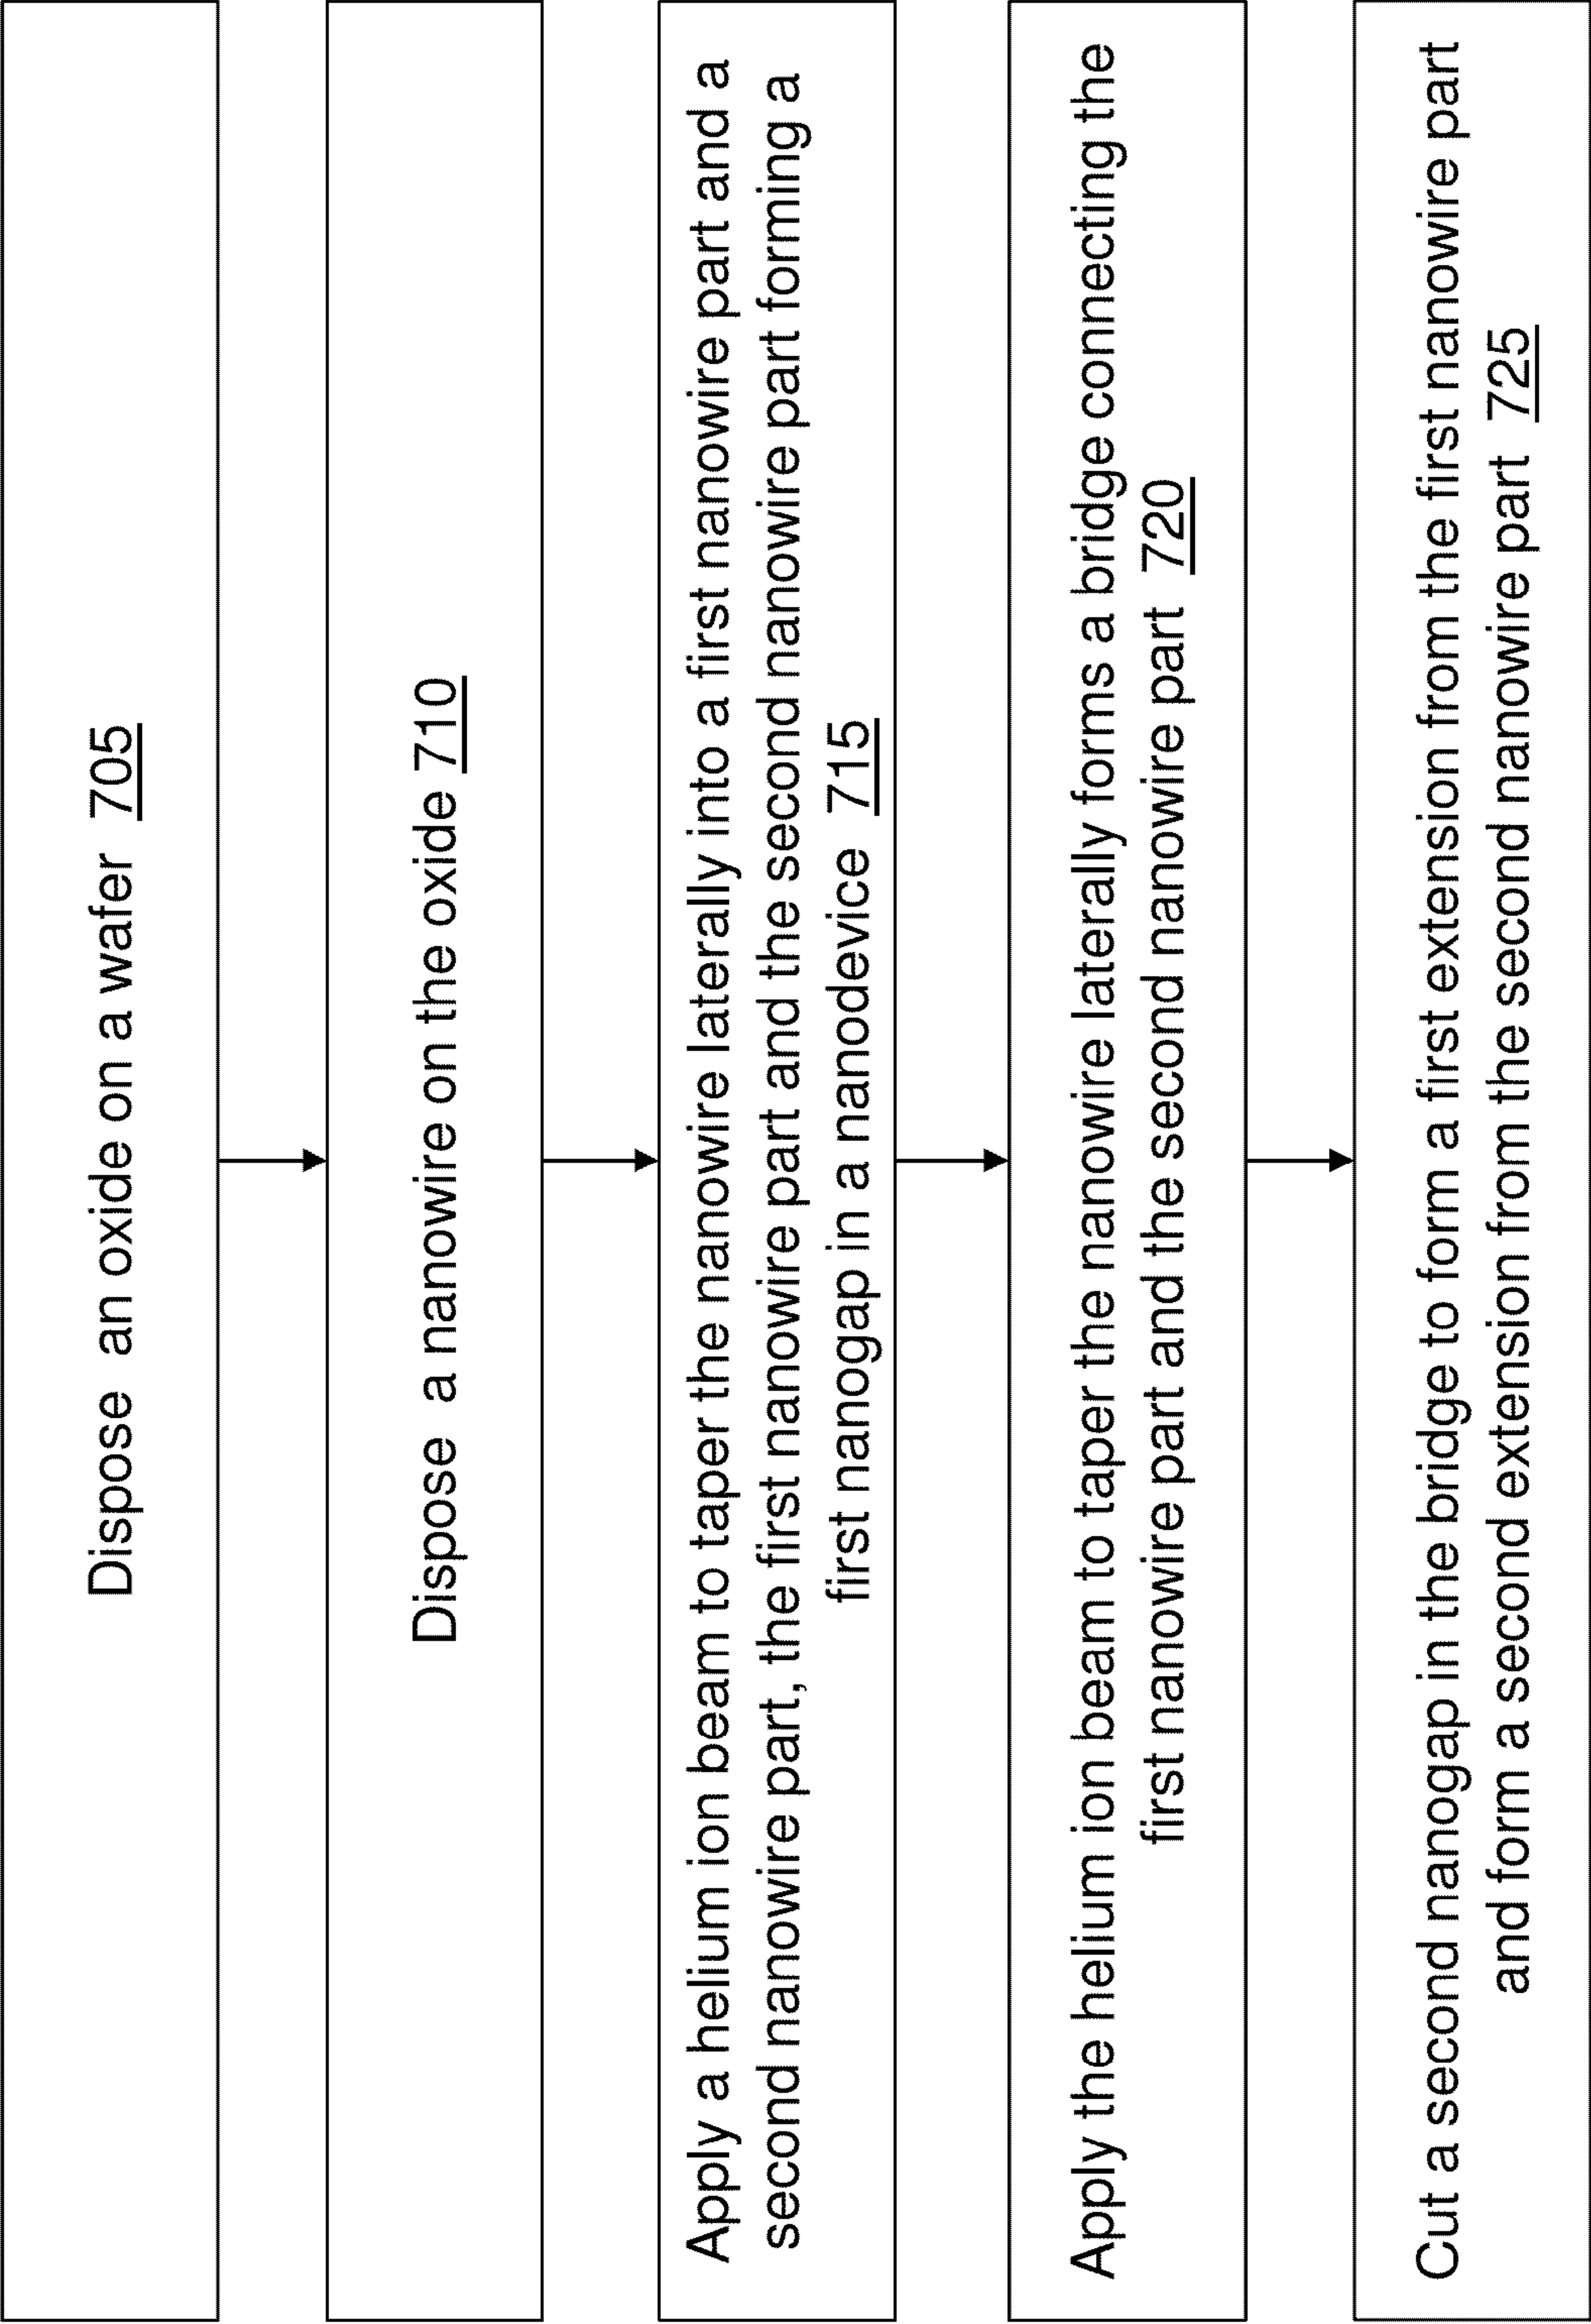 Dispose an oxide on a wafer 705
Dispose a nanowire on the oxide 710
Apply a helium ion beam to taper the nanowire laterally into a first nanowire part and a
second nanowire part, the first nanowire part and the second nanowire part forming a
first nanogap in a nanodevice 715
Apply the helium ion beam to taper the nanowire laterally forms a bridge connecting the
first nanowire part and the second nanowire part 720
Cut a second nanogap in the bridge to form a first extension from the first nanowire part
and form a second extension from the second nanowire part 725